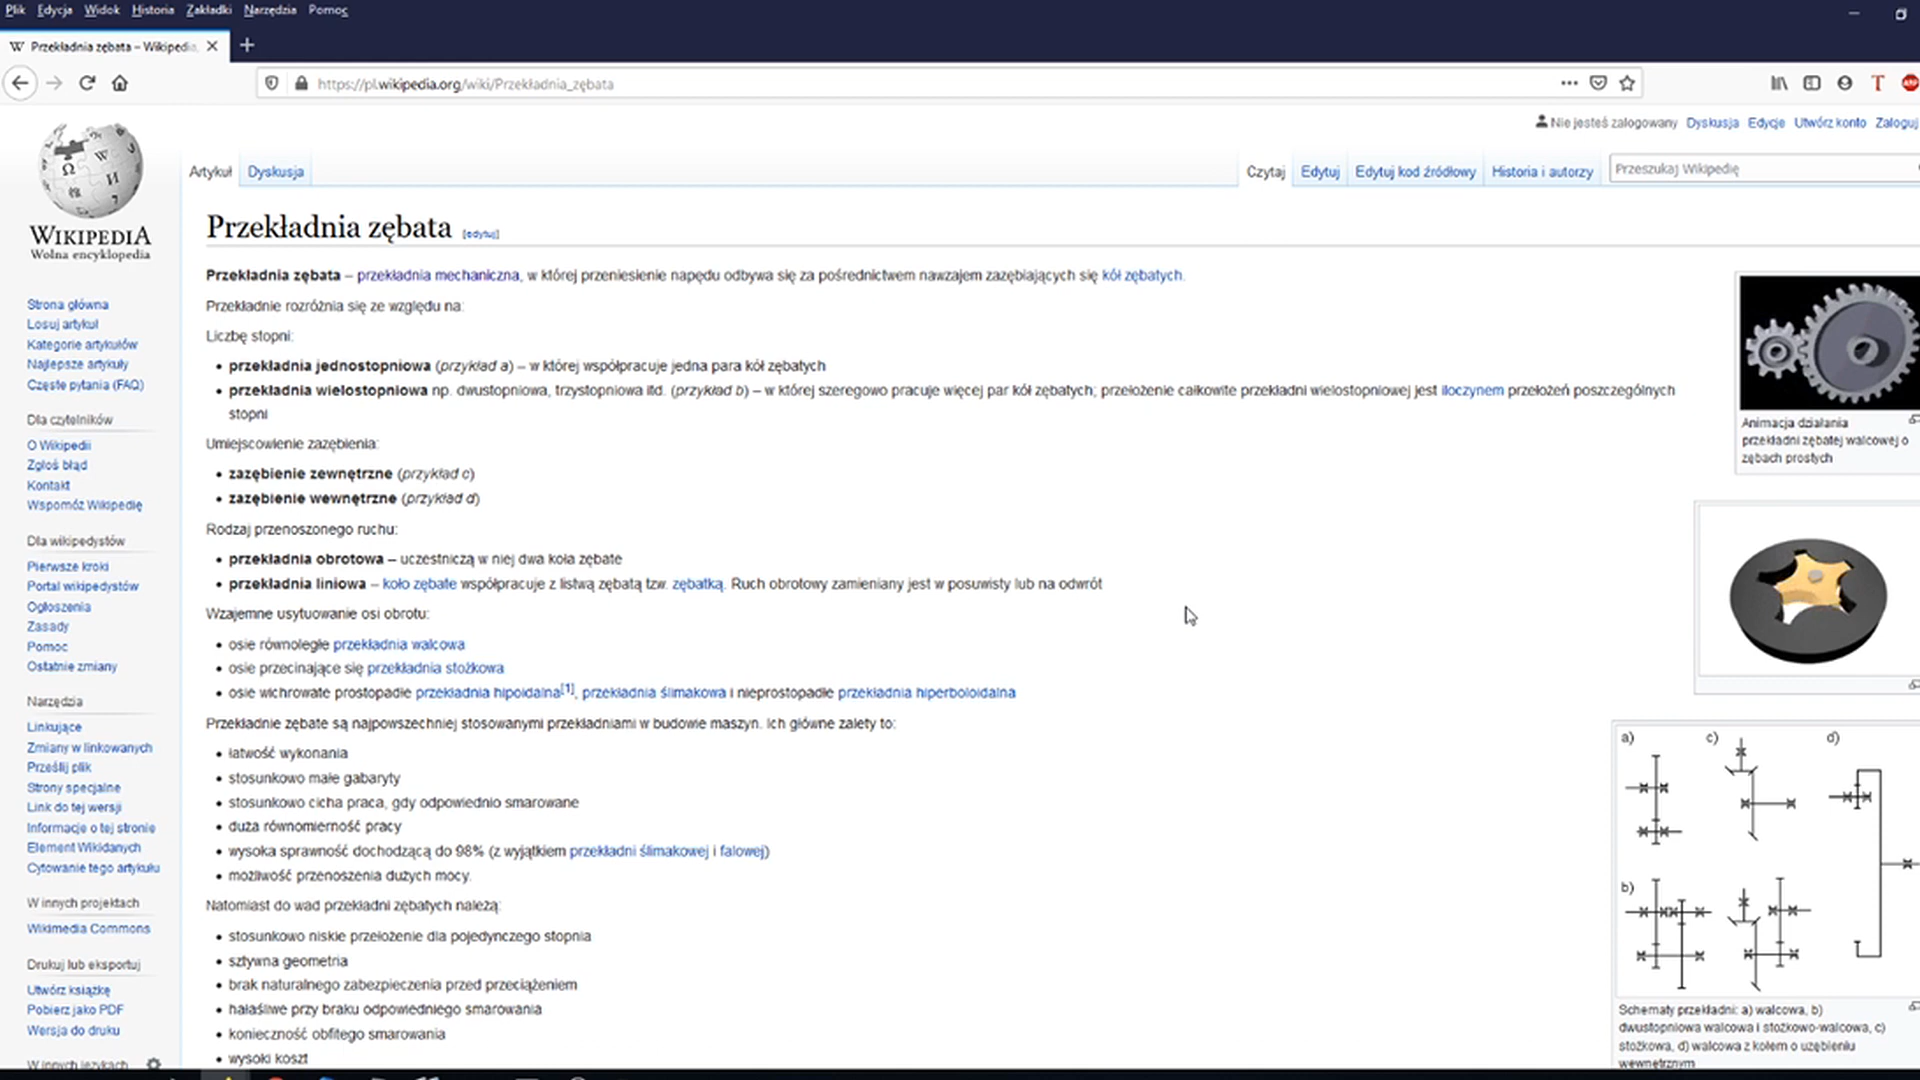 Plik Edycja Widok Historia Zakładki Narzędzia Pomoc
Przekładnia zębata – Wikipedia,
https://pl.wikipedia.org/wiki/Przekładnia_zębata
Nie jesteś zalogowany Dyskusja Edycje Utwórz konto Zaloguj
Artykuł Dyskusja Czytaj Edytuj Edytuj kod źródłowy Historia i autorzy Przeszukaj Wikipedię
WIKIPEDIA
Wolna encyklopedia
Strona główna
Losuj artykuł
Kategorie artykułów
Najlepsze artykuły
Częste pytania (FAQ)
Dla czytelników
O Wikipedii
Zgłoś błąd
Kontakt
Wspomóż Wikipedię
Dla wikipedystów
Pierwsze kroki
Portal wikipedystów
Ogłoszenia
Zasady
Pomoc
Ostatnie zmiany
Narzędzia
Linkujące
Zmiany w linkowanych
Prześlij plik
Strony specjalne
Link do tej wersji
Informacje o tej stronie
Element Wikidanych
Cytowanie tego artykułu
W innych projektach
Wikimedia Commons
Drukuj lub eksportuj
Utwórz książkę
Pobierz jako PDF
Wersja do druku
W innych językach
Przekładnia zębata [edytuj]
Przekładnia zębata – przekładnia mechaniczna, w której przeniesienie napędu odbywa się za pośrednictwem nawzajem zazębiających się kół zębatych.
Przekładnie rozróżnia się ze względu na:
Liczbę stopni:
• przekładnia jednostopniowa (przykład a) – w której współpracuje jedna para kół zębatych
• przekładnia wielostopniowa np. dwustopniowa, trzystopniowa itd. (przykład b) – w której szeregowo pracuje więcej par kół zębatych; przełożenie całkowite przekładni wielostopniowej jest iloczynem przełożeń poszczególnych
stopni
Umiejscowienie zazębienia:
• zazębienie zewnętrzne (przykład c)
• zazębienie wewnętrzne (przykład d)
Rodzaj przenoszonego ruchu:
• przekładnia obrotowa – uczestniczą w niej dwa koła zębate
• przekładnia liniowa – koło zębate współpracuje z listwą zębatą tzw. zębatką. Ruch obrotowy zamieniany jest w posuwisty lub na odwrót
Wzajemne usytuowanie osi obrotu:
• osie równoległe przekładnia walcowa
• osie przecinające się przekładnia stożkowa
• osie wichrowate prostopadłe przekładnia hipoidalna[1], przekładnia ślimakowa i nieprostopadłe przekładnia hiperboloidalna
Przekładnie zębate są najpowszechniej stosowanymi przekładniami w budowie maszyn. Ich główne zalety to:
• łatwość wykonania
• stosunkowo małe gabaryty
• stosunkowo cicha praca, gdy odpowiednio smarowane
• duża równomierność pracy
• wysoka sprawność dochodzącą do 98% (z wyjątkiem przekładni ślimakowej i falowej)
• możliwość przenoszenia dużych mocy.
Natomiast do wad przekładni zębatych należą:
• stosunkowo niskie przełożenie dla pojedynczego stopnia
• sztywna geometria
• brak naturalnego zabezpieczenia przed przeciążeniem
• hałaśliwe przy braku odpowiedniego smarowania
• konieczność obfitego smarowania
• wysoki koszt
Animacja działania
przekładni zębatej walcowej o
zębach prostych
a) c) d)
b)
Schematy przekładni: a) walcowa, b)
dwustopniowa walcowa i stożkowo-walcowa, c)
stożkowa, d) walcowa z kołem o uzębieniu
wewnętrznym